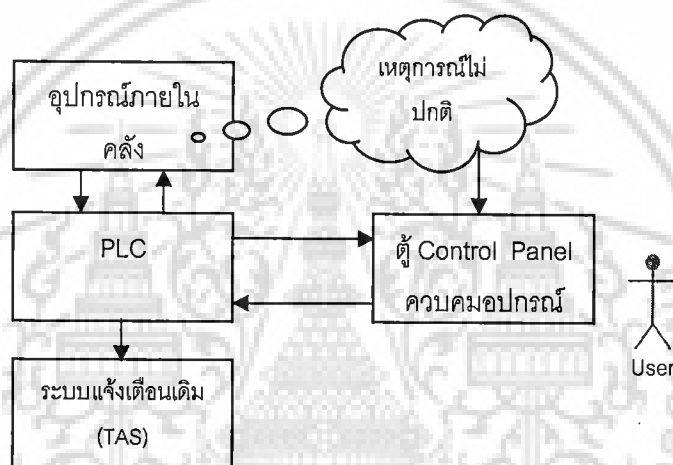 อุปกรณ์ภายใน
คลัง
เหตุการณ์ไม่
ปกติ
PLC
ตู้ Control Panel
ควบคมอปกรณ์
User
ระบบแจ้งเตือนเดิม
(TAS)